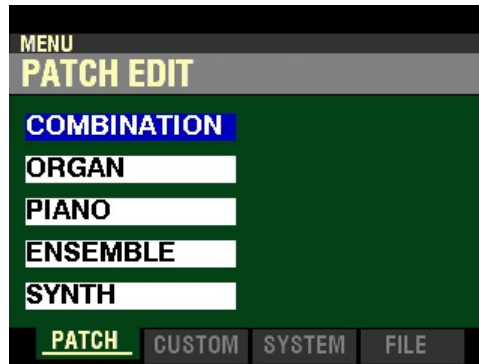 MENU
PATCH EDIT
COMBINATION
ORGAN
PIANO
ENSEMBLE
SYNTH
PATCH CUSTOM SYSTEM FILE